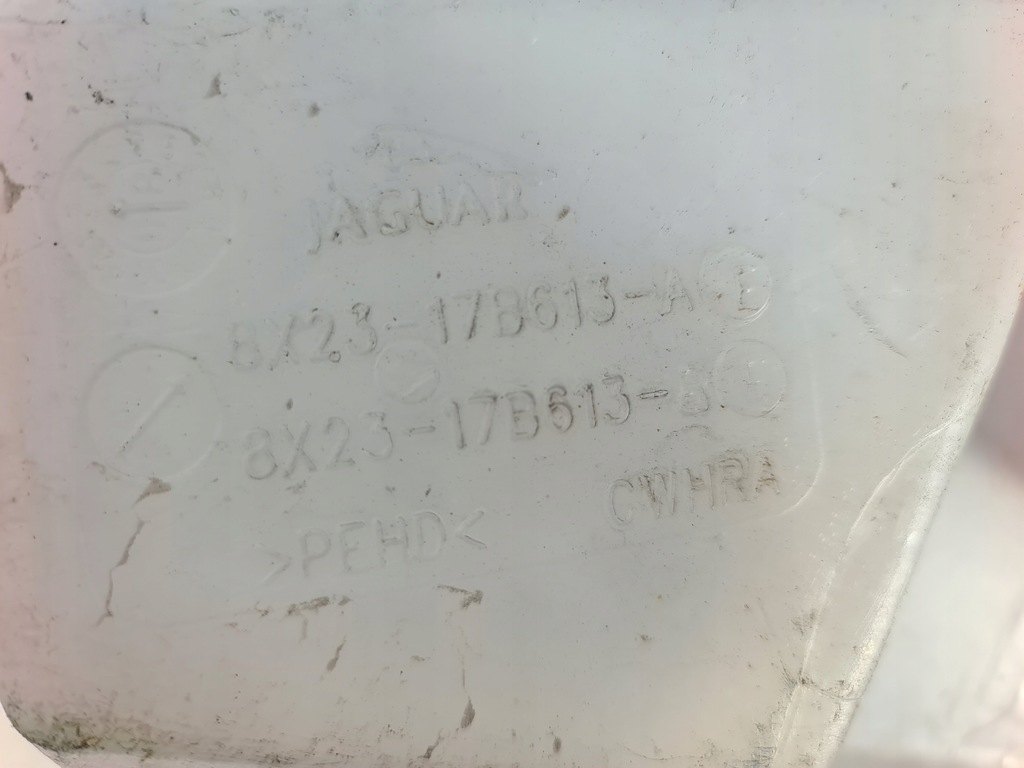 JAGUAR
8X23-17B613-A
8X23-17B613-B
CWHRA
>PEHD<